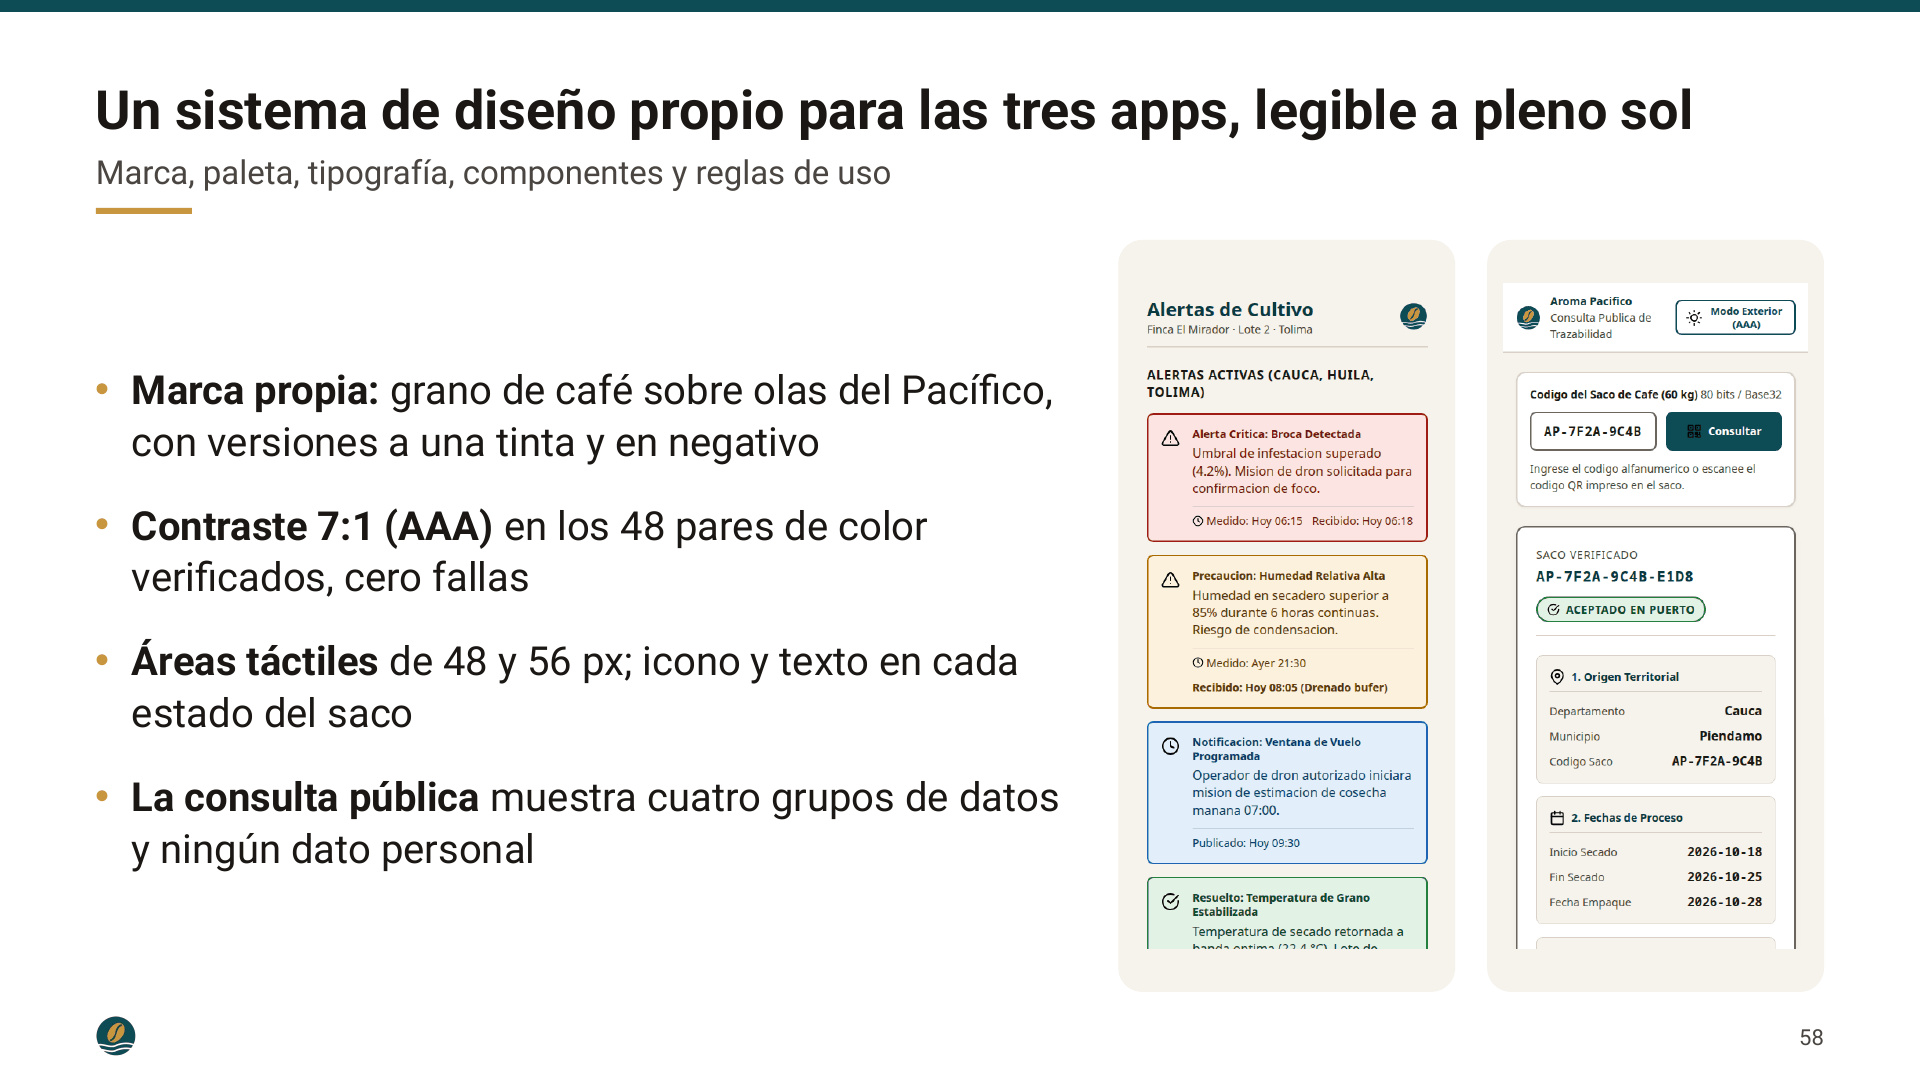 Un sistema de diseño propio para las tres apps, legible a pleno sol
Marca, paleta, tipografía, componentes y reglas de uso
• Marca propia: grano de café sobre olas del Pacífico,
con versiones a una tinta y en negativo
• Contraste 7:1 (AAA) en los 48 pares de color
verificados, cero fallas
• Áreas táctiles de 48 y 56 px; icono y texto en cada
estado del saco
• La consulta pública muestra cuatro grupos de datos
y ningún dato personal
Alertas de Cultivo
Finca El Mirador · Lote 2 · Tolima
ALERTAS ACTIVAS (CAUCA, HUILA,
TOLIMA)
Alerta Critica: Broca Detectada
Umbral de infestacion superado
(4.2%). Mision de dron solicitada para
confirmacion de foco.
Medido: Hoy 06:15 Recibido: Hoy 06:18
Precaucion: Humedad Relativa Alta
Humedad en secadero superior a
85% durante 6 horas continuas.
Riesgo de condensacion.
Medido: Ayer 21:30
Recibido: Hoy 08:05 (Drenado bufer)
Notificacion: Ventana de Vuelo
Programada
Operador de dron autorizado iniciara
mision de estimacion de cosecha
manana 07:00.
Publicado: Hoy 09:30
Resuelto: Temperatura de Grano
Estabilizada
Temperatura de secado retornada a
banda optima (22.4 °C). Lote de
Aroma Pacifico
Consulta Publica de
Trazabilidad
Modo Exterior
(AAA)
Codigo del Saco de Cafe (60 kg) 80 bits / Base32
AP-7F2A-9C4B
Consultar
Ingrese el codigo alfanumerico o escanee el
codigo QR impreso en el saco.
SACO VERIFICADO
AP-7F2A-9C4B-E1D8
ACEPTADO EN PUERTO
1. Origen Territorial
Departamento Cauca
Municipio Piendamo
Codigo Saco AP-7F2A-9C4B
2. Fechas de Proceso
Inicio Secado 2026-10-18
Fin Secado 2026-10-25
Fecha Empaque 2026-10-28
58